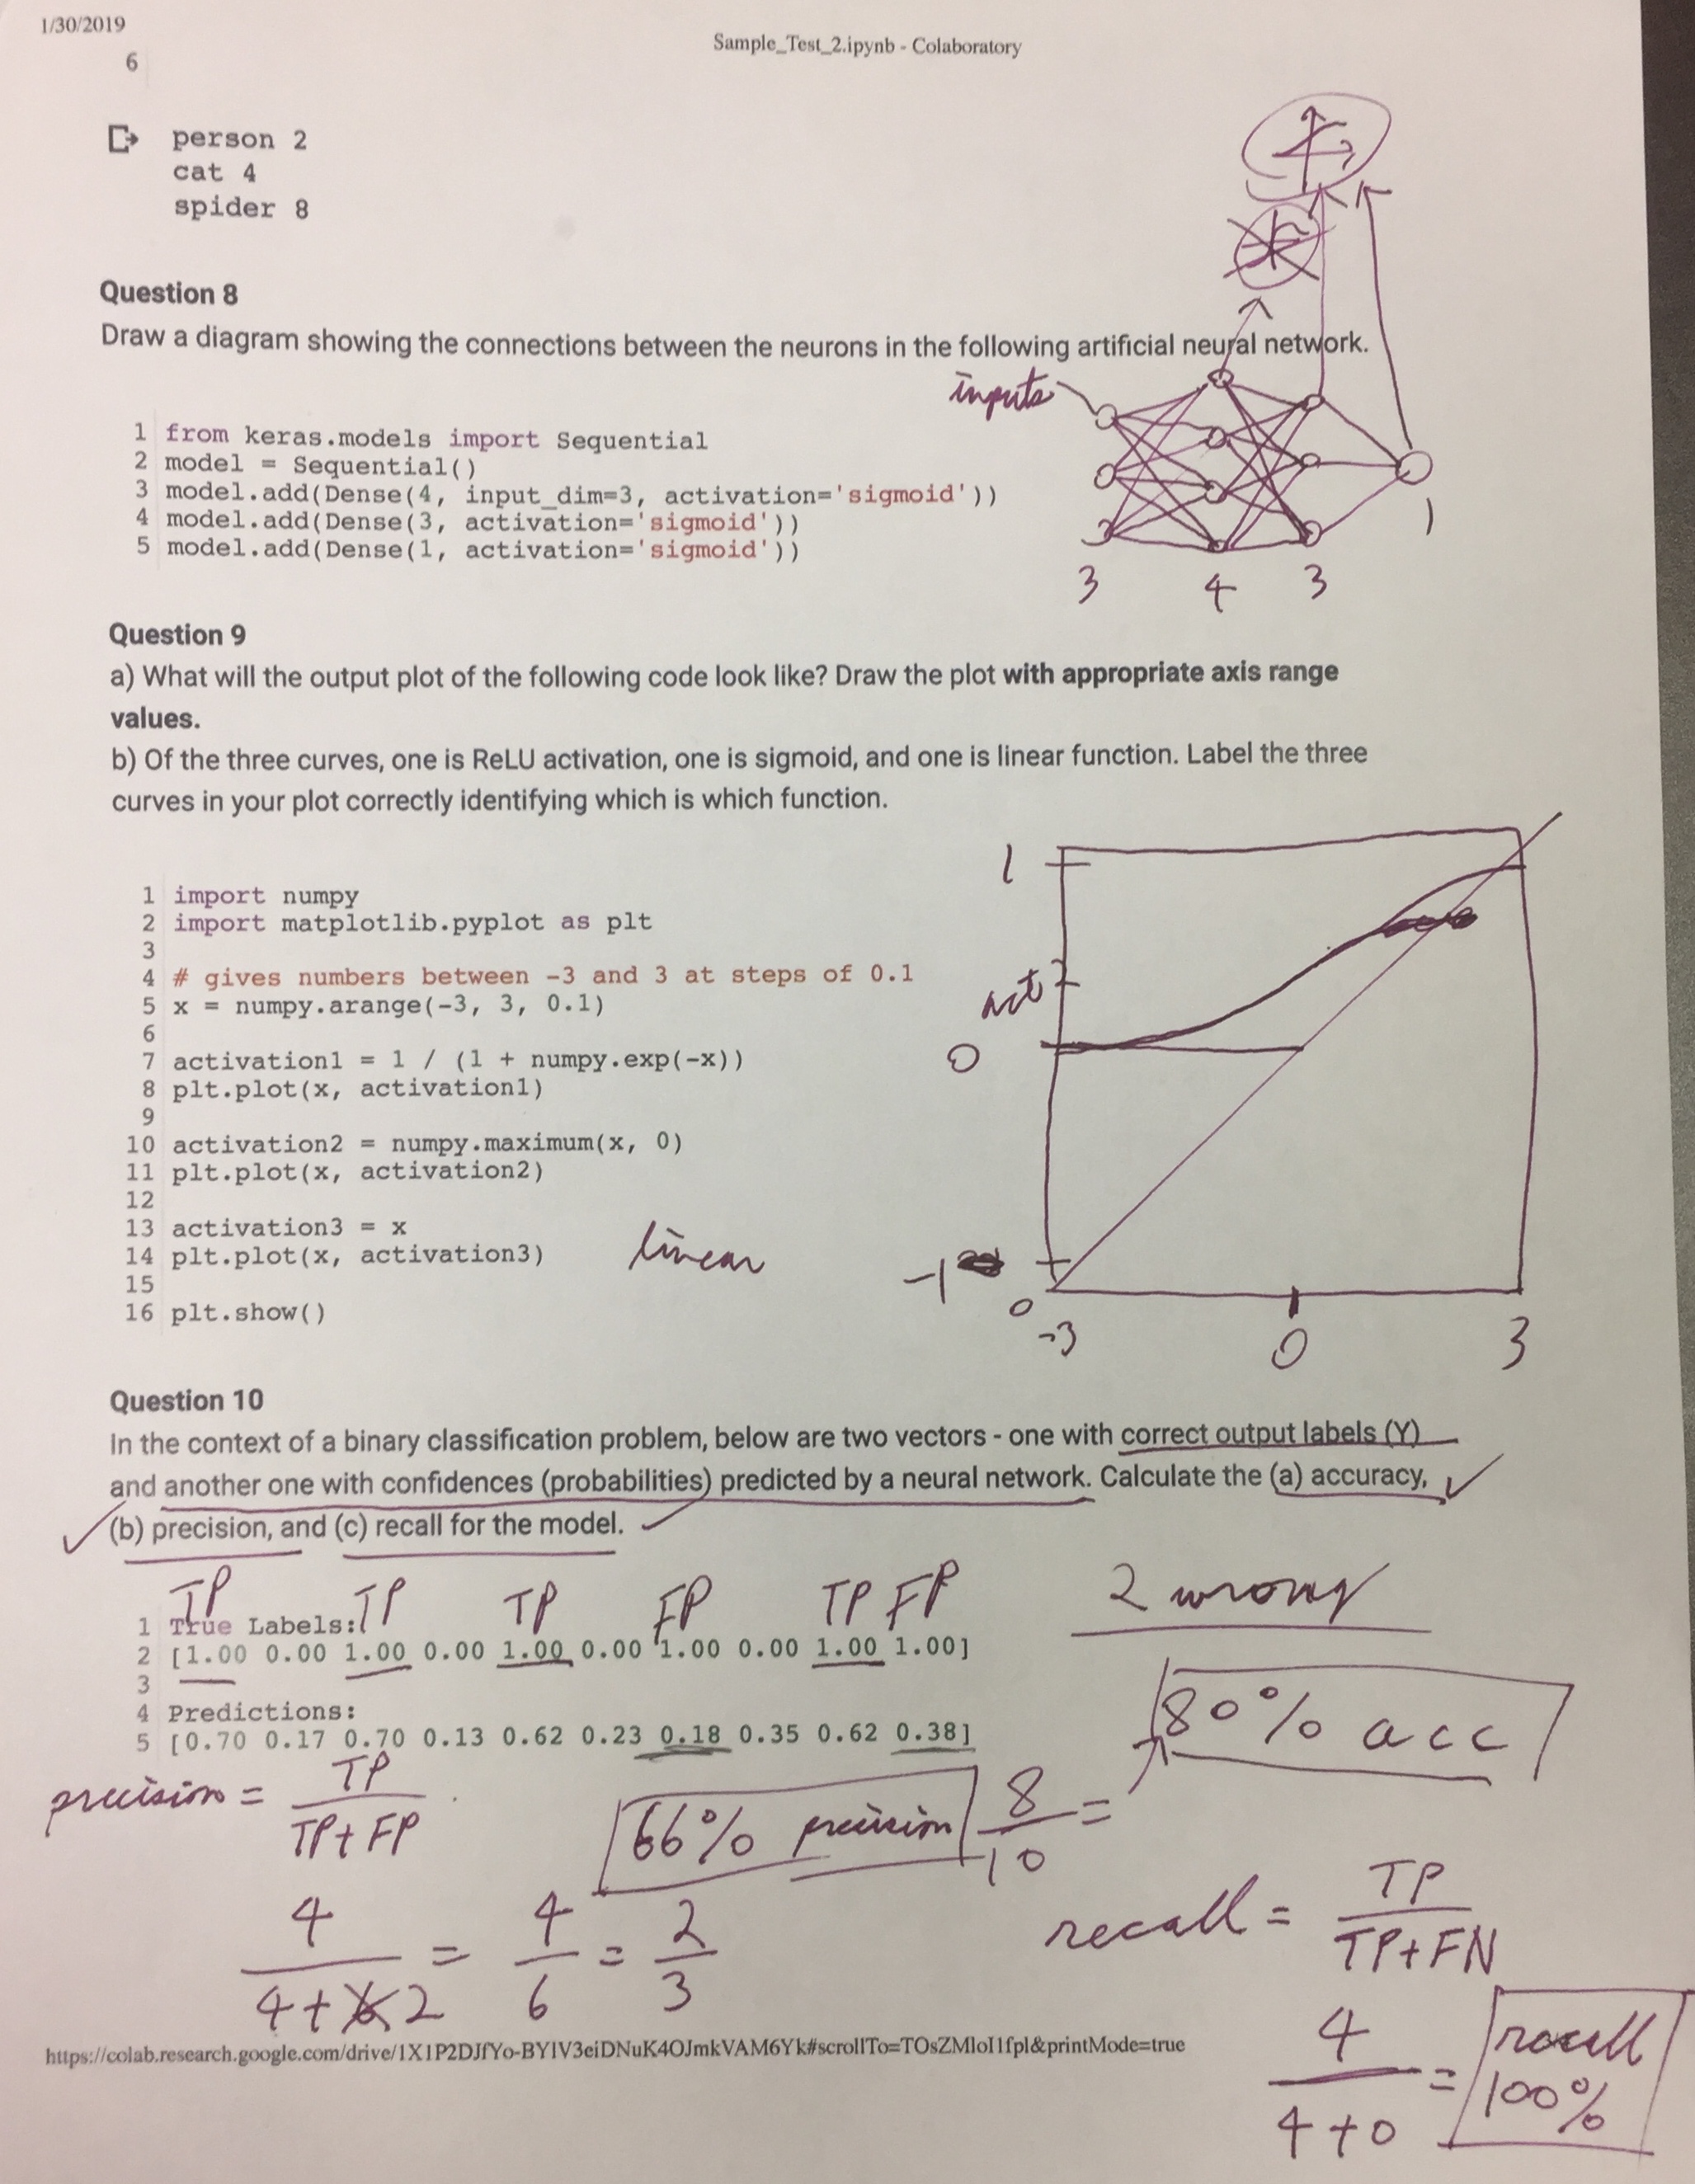 1/30/2019
Sample_Test_2.ipynb - Colaboratory
6
person 2
cat 4
spider 8
Question 8
Draw a diagram showing the connections between the neurons in the following artificial neural network.
inputs
1 from keras.models import Sequential
2 model = Sequential()
3 model.add(Dense(4, input_dim=3, activation='sigmoid'))
4 model.add(Dense(3, activation='sigmoid'))
5 model.add(Dense(1, activation='sigmoid'))
3 4 3 1
Question 9
a) What will the output plot of the following code look like? Draw the plot with appropriate axis range
values.
b) Of the three curves, one is ReLU activation, one is sigmoid, and one is linear function. Label the three
curves in your plot correctly identifying which is which function.
1 import numpy
2 import matplotlib.pyplot as plt
3
4 # gives numbers between -3 and 3 at steps of 0.1
5 x = numpy.arange(-3, 3, 0.1)
6
7 activation1 = 1 / (1 + numpy.exp(-x))
8 plt.plot(x, activation1)
9
10 activation2 = numpy.maximum(x, 0)
11 plt.plot(x, activation2)
12
13 activation3 = x
14 plt.plot(x, activation3) linear
15
16 plt.show()
1
act
0
-1
0
-3 0 3
Question 10
In the context of a binary classification problem, below are two vectors - one with correct output labels (Y)
and another one with confidences (probabilities) predicted by a neural network. Calculate the (a) accuracy,
(b) precision, and (c) recall for the model.
TP TP TP FP TP FP 2 wrong
1 True Labels:
2 [1.00 0.00 1.00 0.00 1.00 0.00 1.00 0.00 1.00 1.00]
3
4 Predictions:
5 [0.70 0.17 0.70 0.13 0.62 0.23 0.18 0.35 0.62 0.38]
80% acc
precision = TP / TP+FP
66% precision
8/10 =
4 / 4+2 = 4/6 = 2/3
recall = TP / TP+FN
4 / 4+0 = recall 100%
https://colab.research.google.com/drive/1X1P2DJfYo-BYlV3eiDNuK4OJmkVAM6Yk#scrollTo=TOsZMloI1fpl&printMode=true